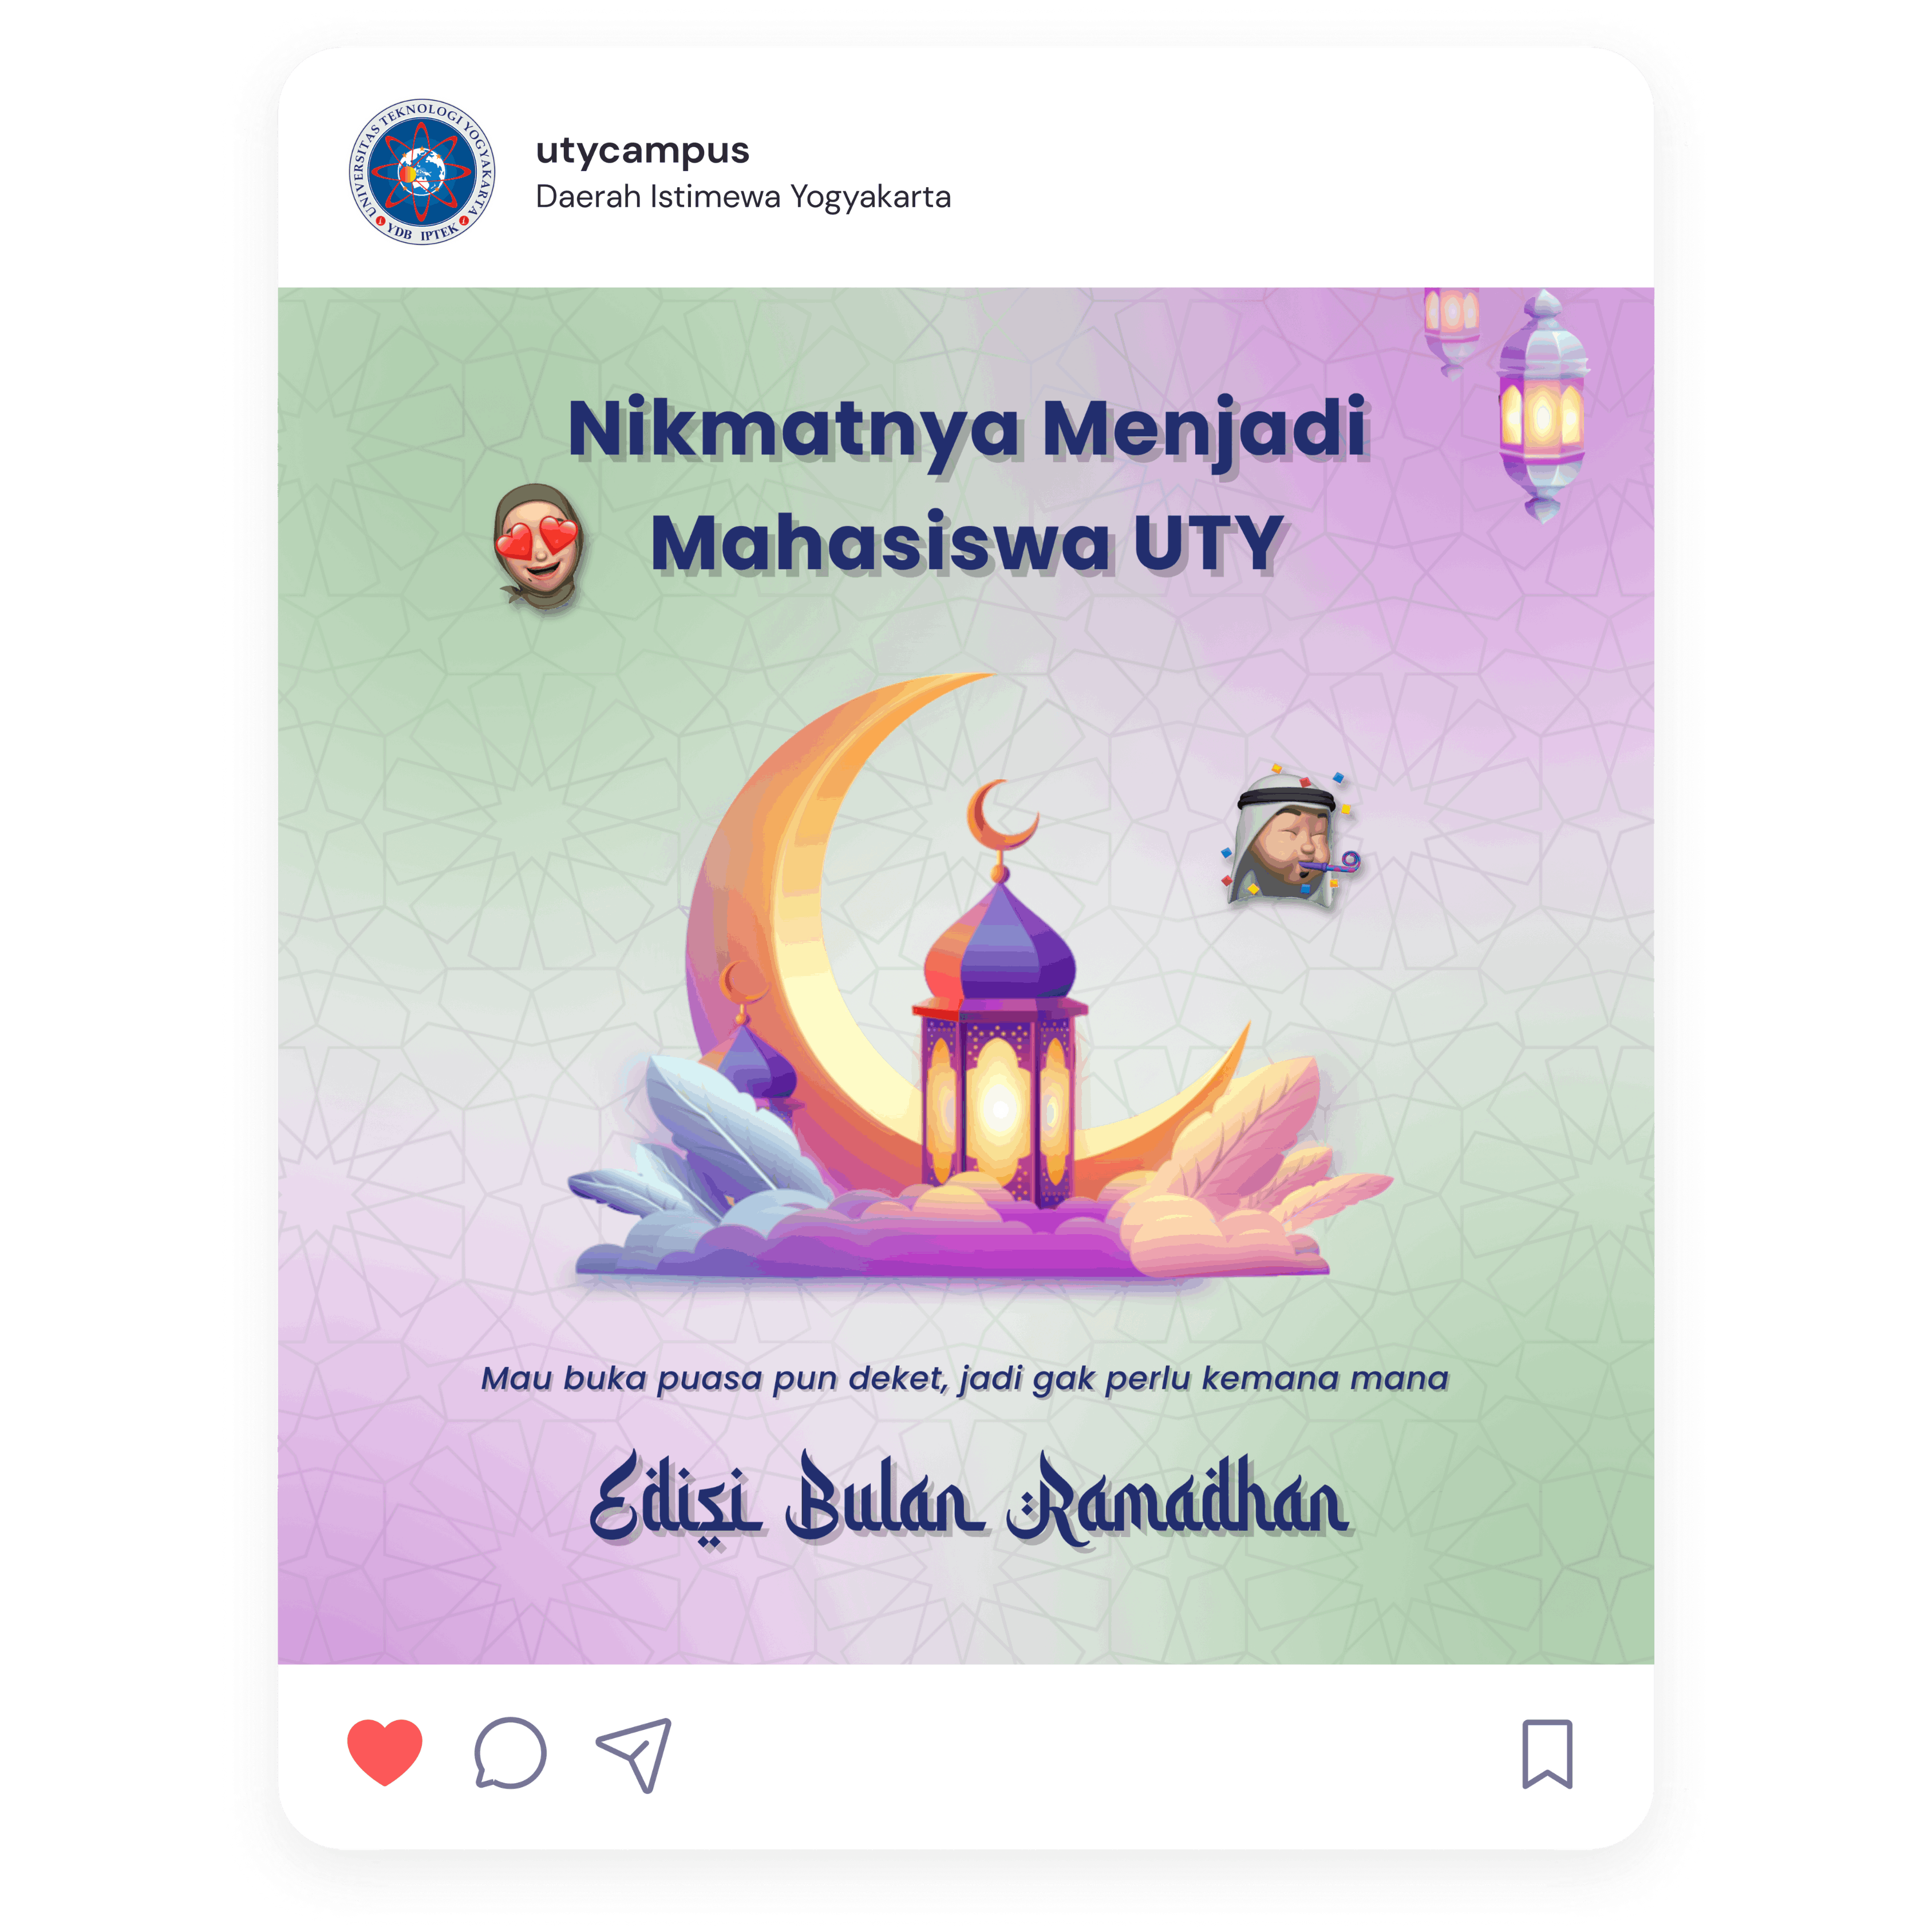 UNIVERSITAS TEKNOLOGI YOGYAKARTA
YDB IPTEK
utycampus
Daerah Istimewa Yogyakarta
Nikmatnya Menjadi
Mahasiswa UTY
Mau buka puasa pun deket, jadi gak perlu kemana mana
Edisi Bulan Ramadhan